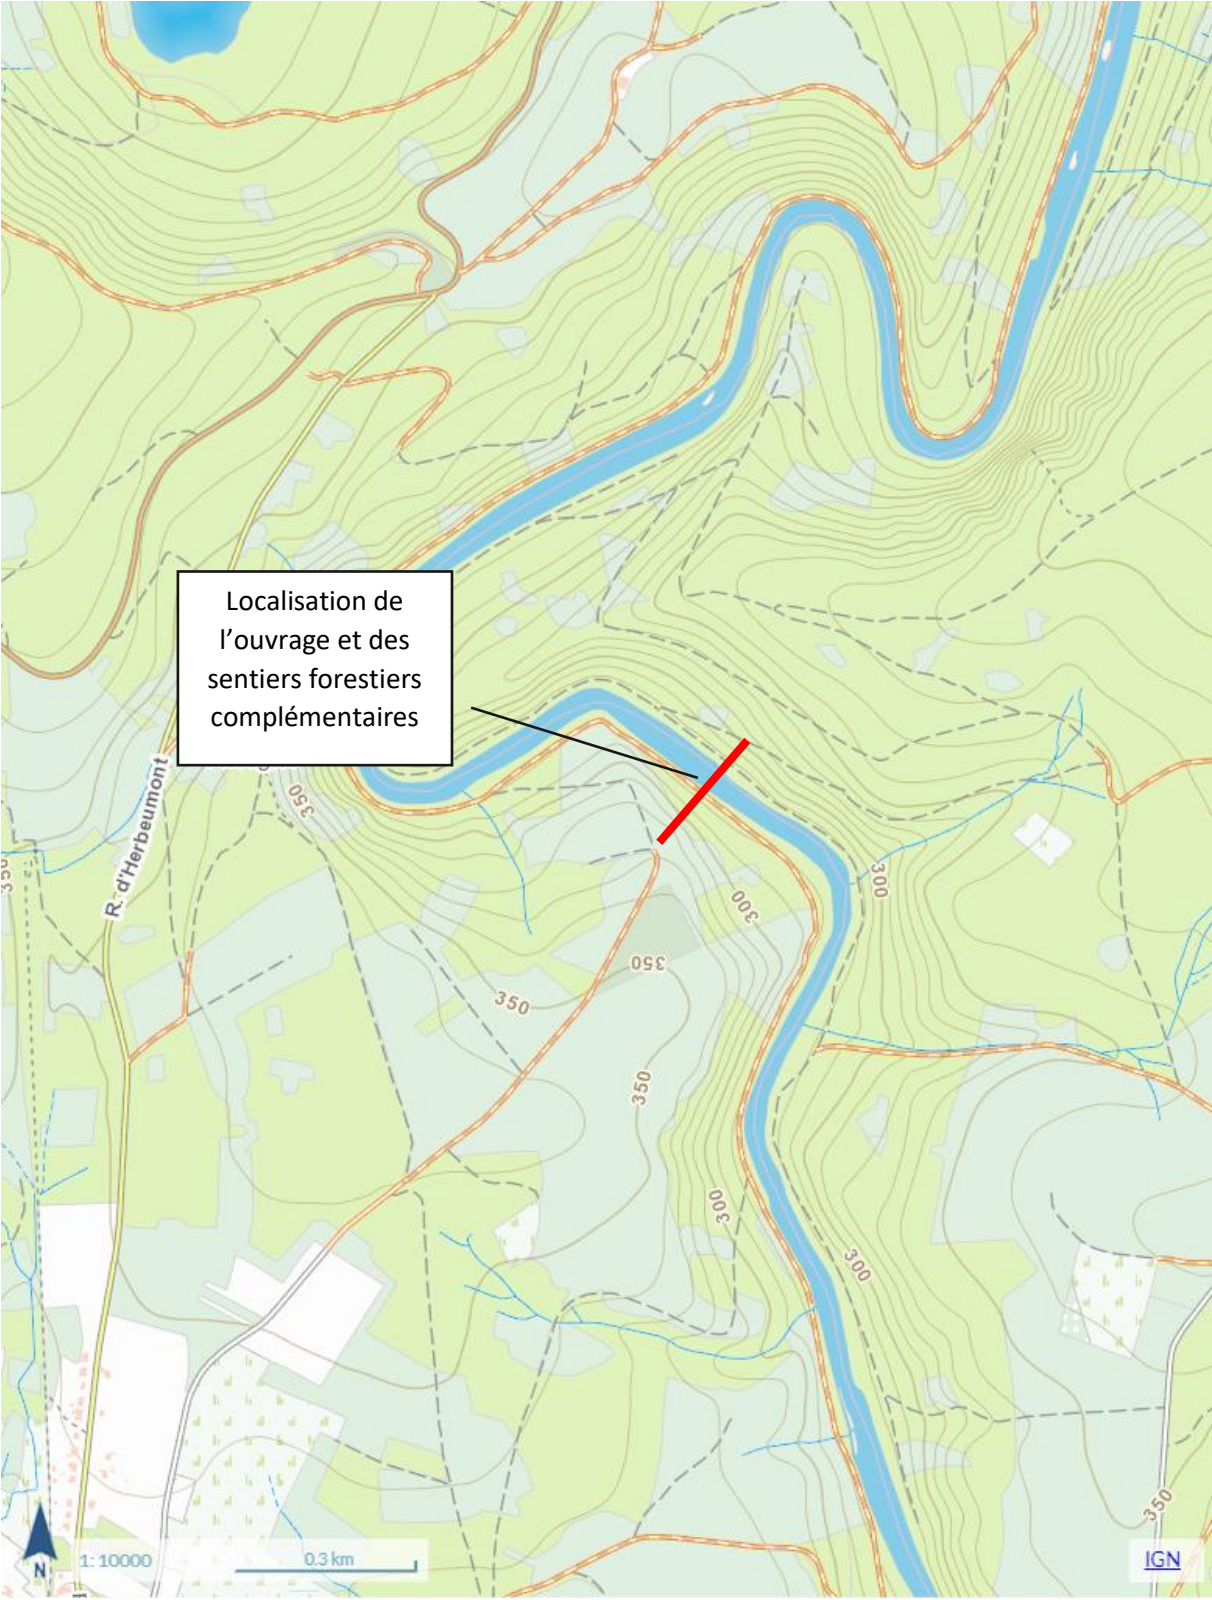 Localisation de
l’ouvrage et des
sentiers forestiers
complémentaires
R. d'Herbeumont
350
350
300
300
350
350
350
300
300
350
N
1:10000
0.3 km
IGN